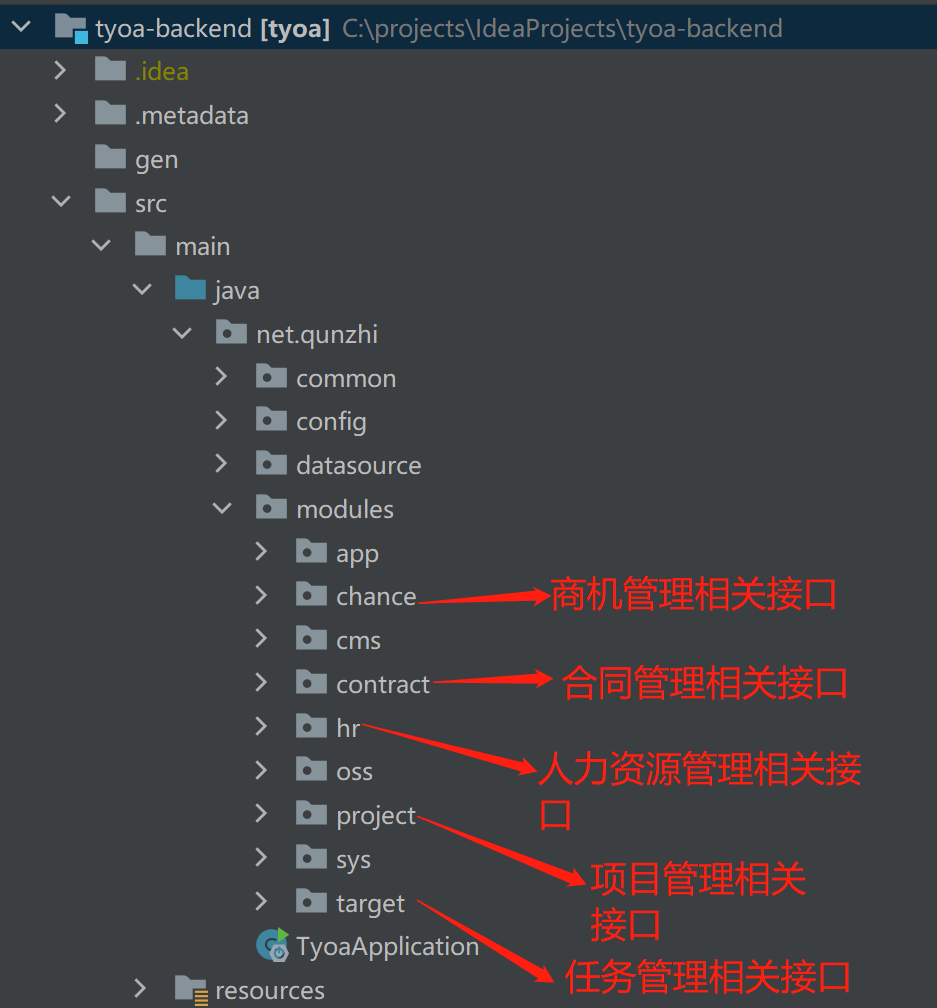 tyoa-backend [tyoa] C:\projects\IdeaProjects\tyoa-backend
.idea
.metadata
gen
src
main
java
net.qunzhi
common
config
datasource
modules
app
chance 商机管理相关接口
cms
contract 合同管理相关接口
hr
人力资源管理相关接
口
oss
project
项目管理相关
接口
sys
target
任务管理相关接口
TyoaApplication
resources